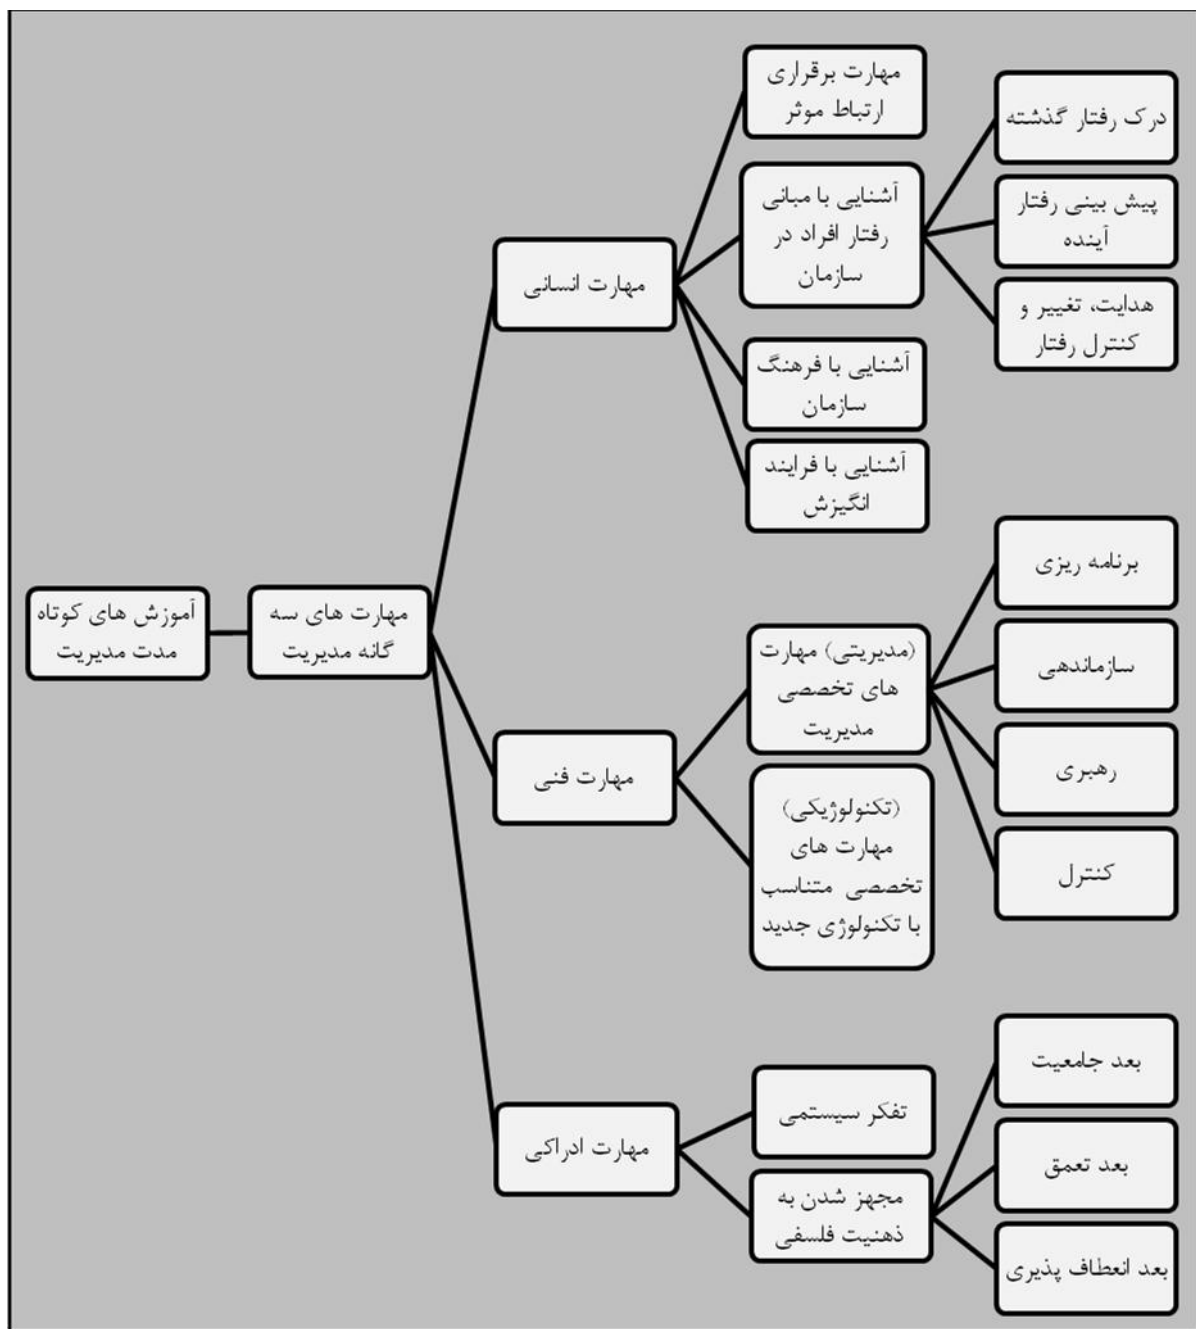 مهارت برقراری
ارتباط موثر
درک رفتار گذشته
آشنایی با مبانی
رفتار افراد در
سازمان
پیش بینی رفتار
آینده
مهارت انسانی
هدایت، تغییر و
کنترل رفتار
آشنایی با فرهنگ
سازمان
آشنایی با فرایند
انگیزش
برنامه ریزی
آموزش های کوتاه
مدت مدیریت
مهارت های سه
گانه مدیریت
(مدیریتی) مهارت
های تخصصی
مدیریت
سازماندهی
مهارت فنی
رهبری
(تکنولوژیکی)
مهارت های
تخصصی متناسب
با تکنولوژی جدید
کنترل
بعد جامعیت
تفکر سیستمی
مهارت ادراکی
بعد تعمق
مجهز شدن به
ذهنیت فلسفی
بعد انعطاف پذیری